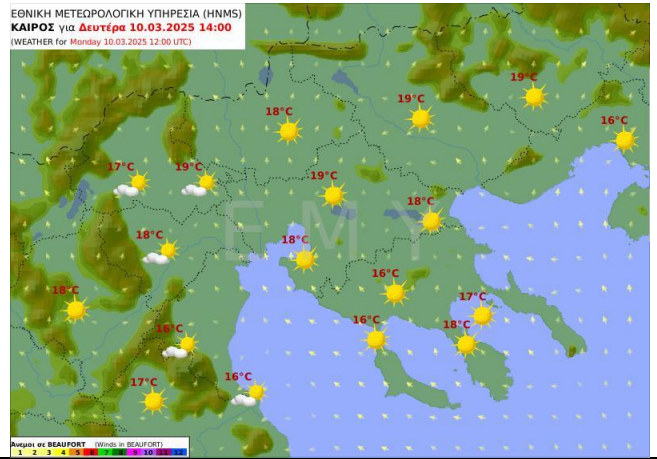 ΕΘΝΙΚΗ ΜΕΤΕΩΡΟΛΟΓΙΚΗ ΥΠΗΡΕΣΙΑ (HNMS)
ΚΑΙΡΟΣ για Δευτέρα 10.03.2025 14:00
(WEATHER for Monday 10.03.2025 12:00 UTC)
19°C
18°C
19°C
16°C
17°C
19°C
19°C
18°C
E M Y
18°C
18°C
18°C
16°C
17°C
16°C
16°C
18°C
17°C
16°C
Άνεμοι σε BEAUFORT (Winds in BEAUFORT)
1 2 3 4 5 6 7 8 9 10 11 12